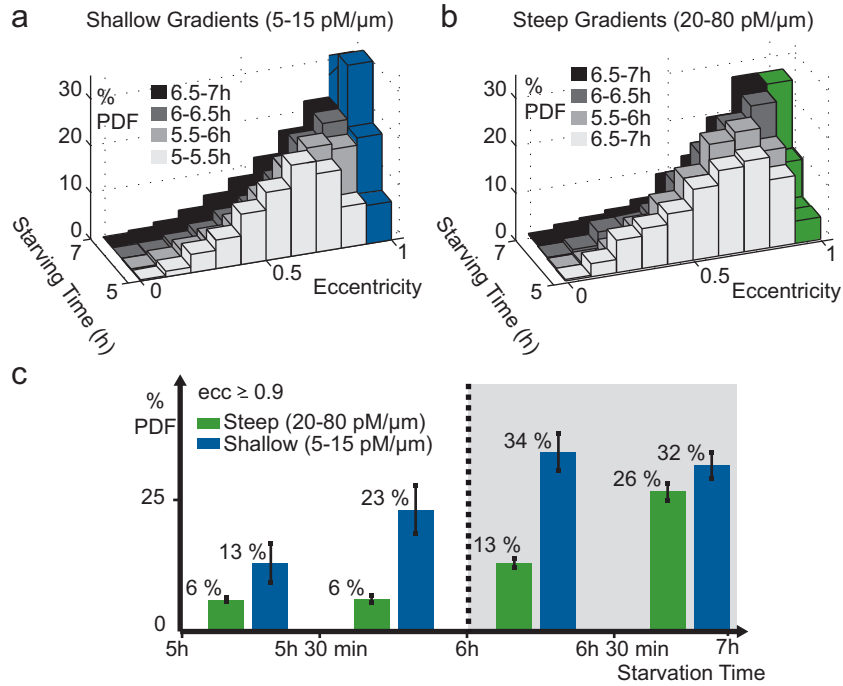 a
Shallow Gradients (5-15 pM/µm)
%
PDF
6.5-7h
6-6.5h
5.5-6h
5-5.5h
30
20
10
0
7
5
Starving Time (h)
0
0.5
1
Eccentricity
b
Steep Gradients (20-80 pM/µm)
%
PDF
6.5-7h
6-6.5h
5.5-6h
6.5-7h
30
20
10
0
7
5
Starving Time (h)
0
0.5
1
Eccentricity
c
%
PDF
ecc ≥ 0.9
Steep (20-80 pM/µm)
Shallow (5-15 pM/µm)
25
0
6 %
13 %
6 %
23 %
13 %
34 %
26 %
32 %
5h
5h 30 min
6h
6h 30 min
7h
Starvation Time